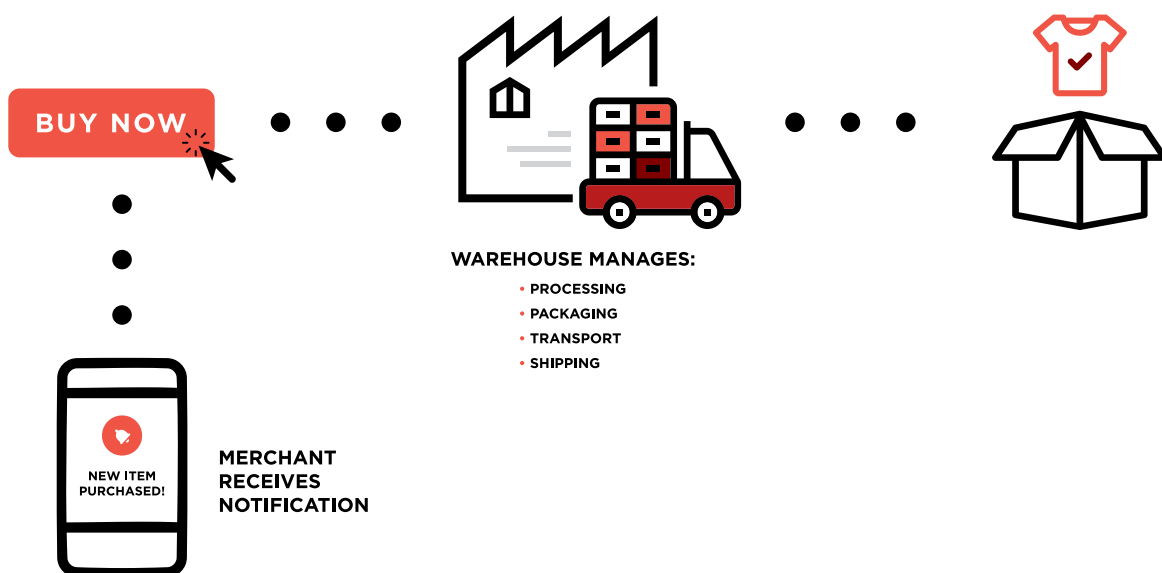 BUY NOW
WAREHOUSE MANAGES:
• PROCESSING
• PACKAGING
• TRANSPORT
• SHIPPING
NEW ITEM
PURCHASED!
MERCHANT
RECEIVES
NOTIFICATION